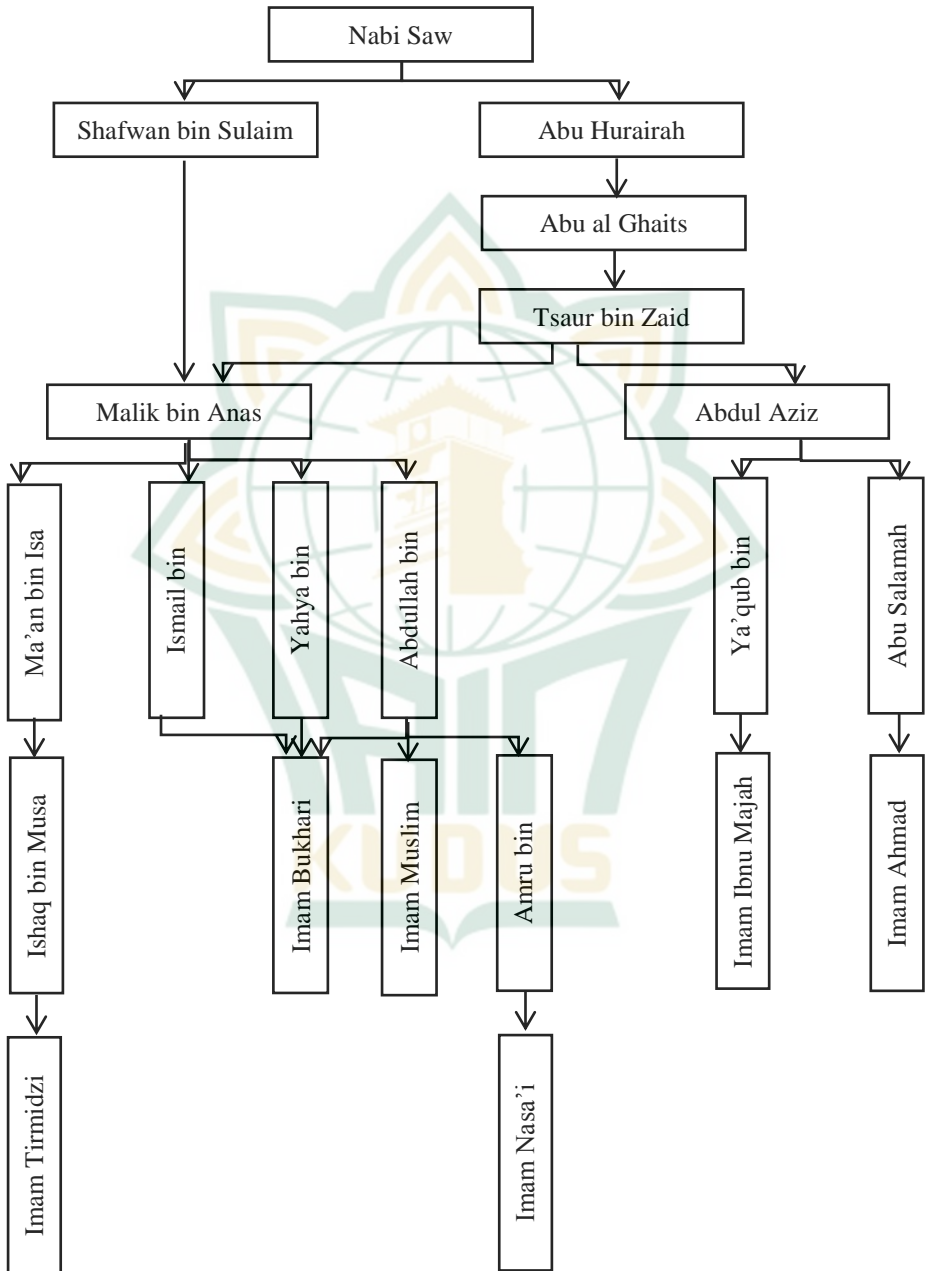 Nabi Saw
Shafwan bin Sulaim
Abu Hurairah
Abu al Ghaits
Tsaur bin Zaid
Malik bin Anas
Abdul Aziz
Ma’an bin Isa
Ismail bin
Yahya bin
Abdullah bin
Ya’qub bin
Abu Salamah
Ishaq bin Musa
Imam Bukhari
Imam Muslim
Amru bin
Imam Ibnu Majah
Imam Ahmad
Imam Tirmidzi
Imam Nasa’i
IAIN
KUDUS